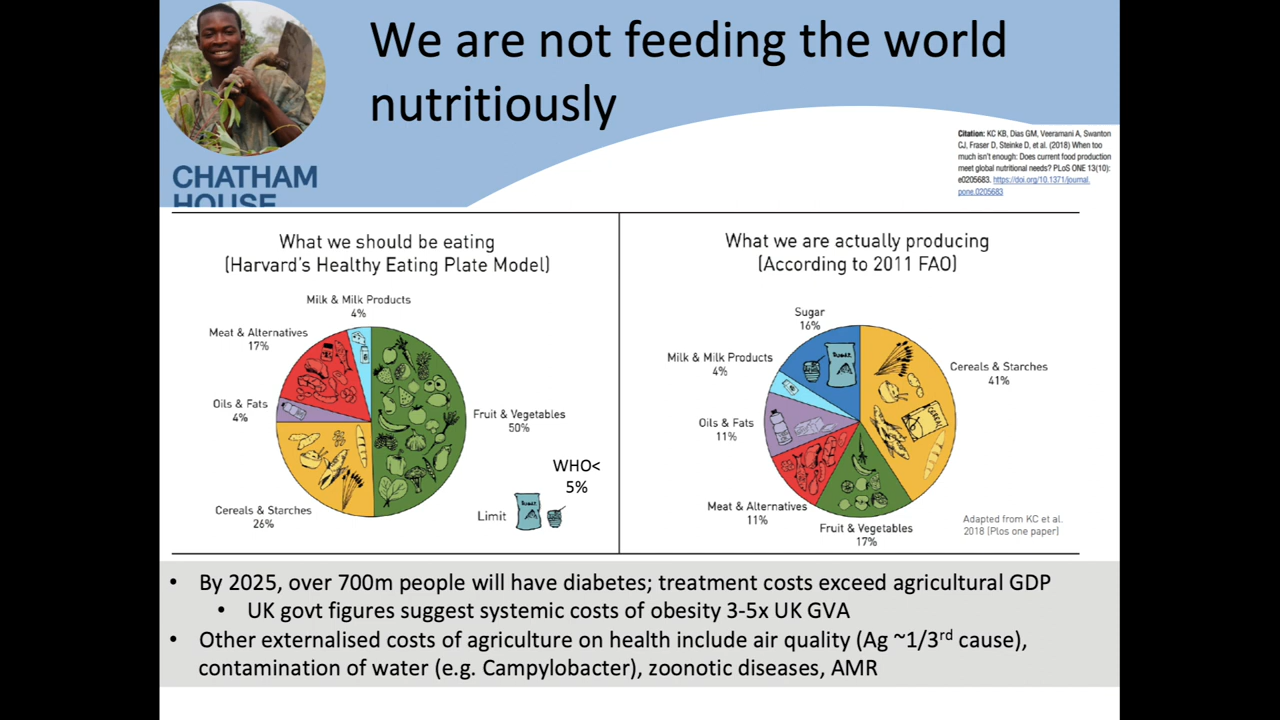 We are not feeding the world
nutritiously
CHATHAM
HOUSE
Citation: KC KB, Dias GM, Veeramani A, Swanton
CJ, Fraser D, Steinke D, et al. (2018) When too
much isn't enough: Does current food production
meet global nutritional needs? PLoS ONE 13(10):
e0205683. https://doi.org/10.1371/journal.
pone.0205683
What we should be eating
(Harvard's Healthy Eating Plate Model)
Milk & Milk Products
4%
Meat & Alternatives
17%
Oils & Fats
4%
Fruit & Vegetables
50%
Cereals & Starches
26%
WHO<
5%
Limit
What we are actually producing
(According to 2011 FAO)
Sugar
16%
Milk & Milk Products
4%
Cereals & Starches
41%
Oils & Fats
11%
Meat & Alternatives
11%
Fruit & Vegetables
17%
Adapted from KC et al.
2018 (Plos one paper)
• By 2025, over 700m people will have diabetes; treatment costs exceed agricultural GDP
• UK govt figures suggest systemic costs of obesity 3-5x UK GVA
• Other externalised costs of agriculture on health include air quality (Ag ~1/3rd cause),
contamination of water (e.g. Campylobacter), zoonotic diseases, AMR